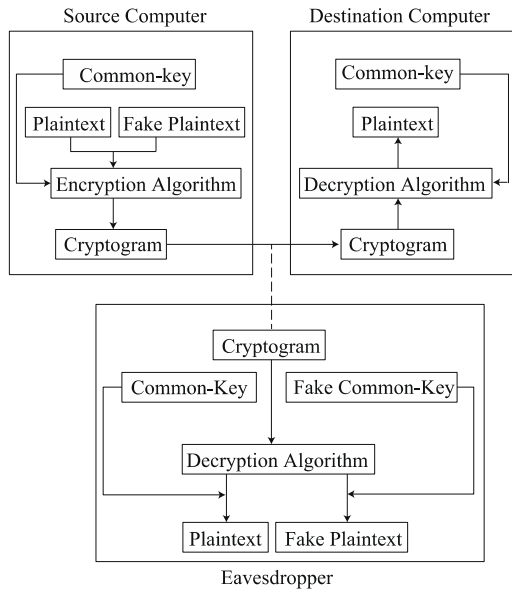 Source Computer
Destination Computer
Common-key
Common-key
Plaintext
Fake Plaintext
Plaintext
Encryption Algorithm
Decryption Algorithm
Cryptogram
Cryptogram
Cryptogram
Common-Key
Fake Common-Key
Decryption Algorithm
Plaintext
Fake Plaintext
Eavesdropper